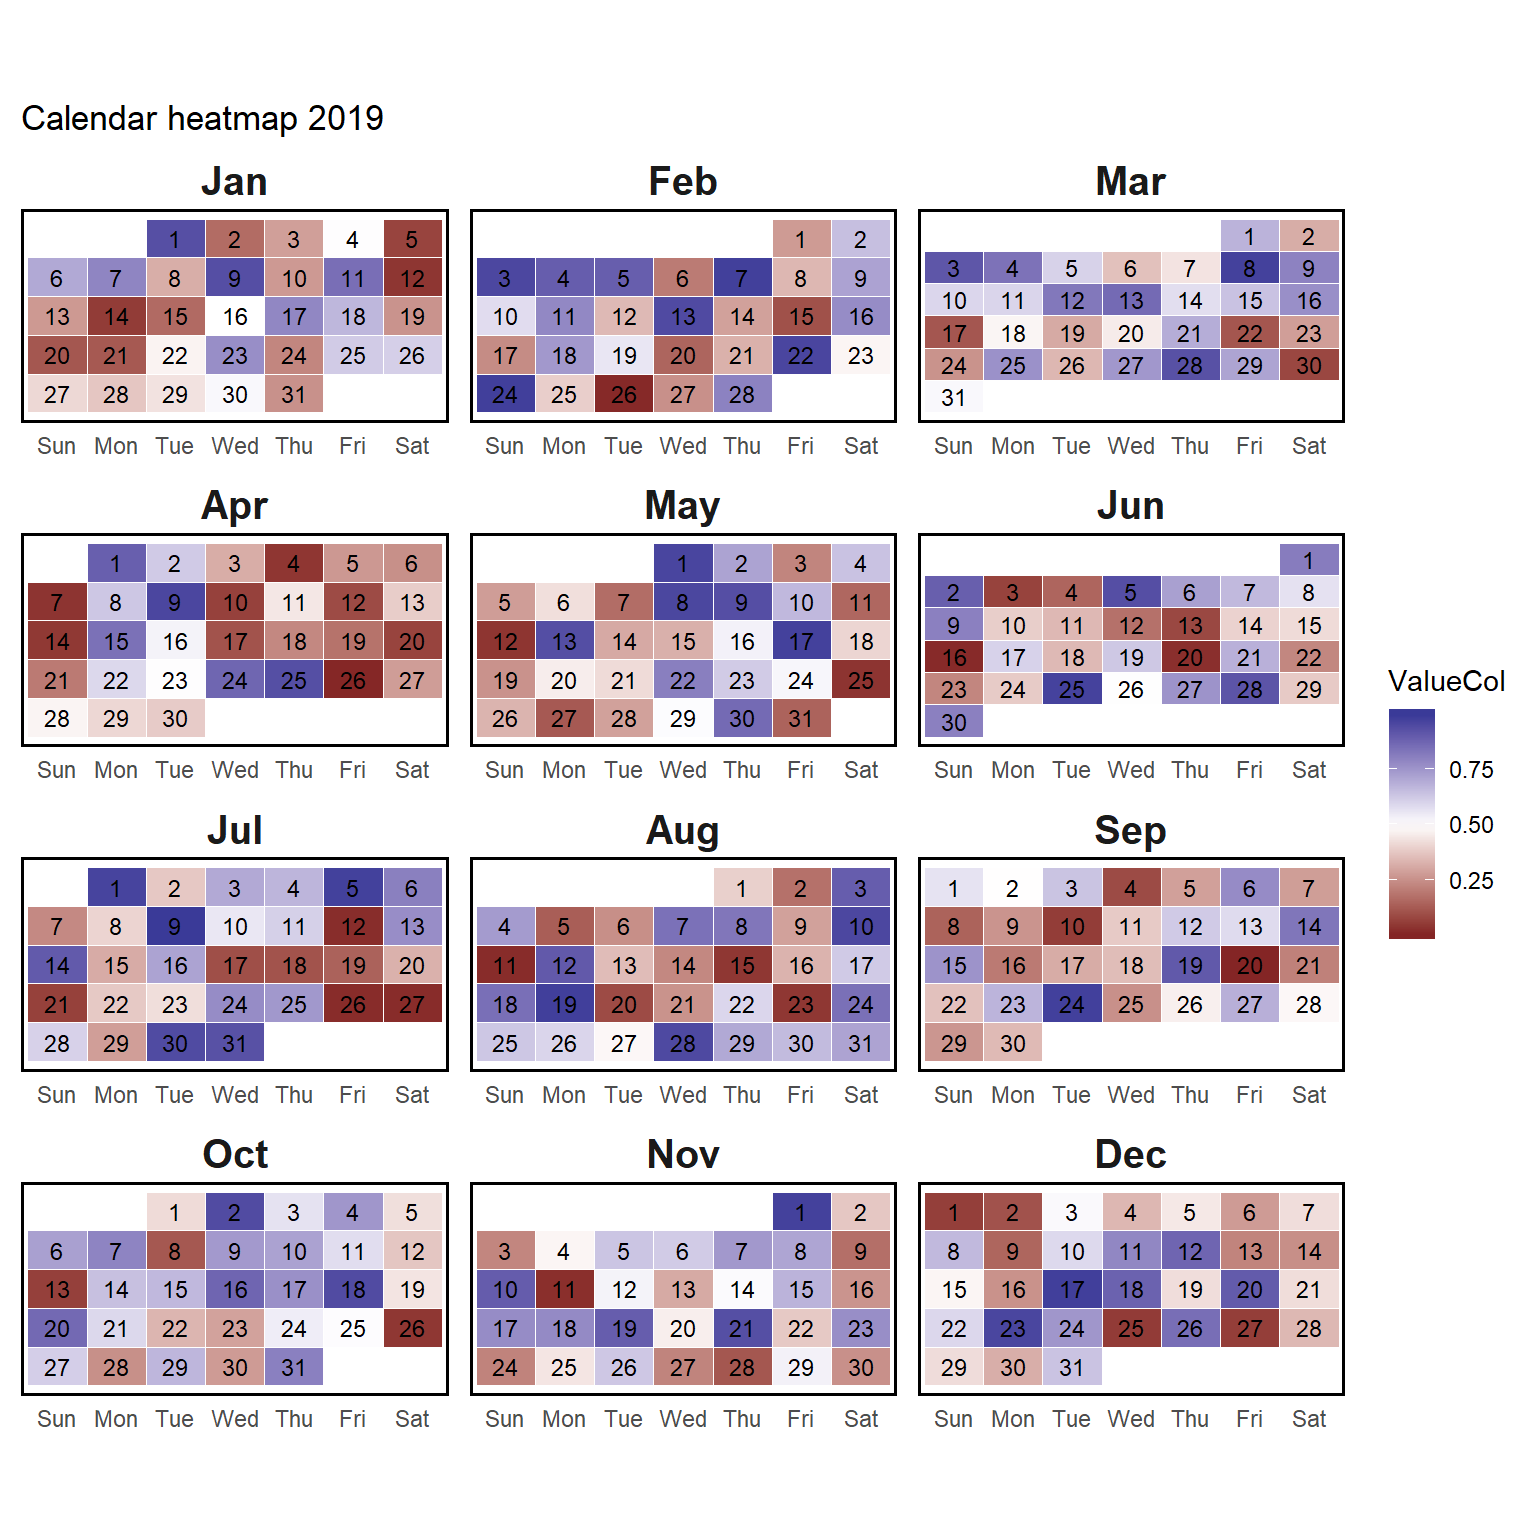 Calendar heatmap 2019
Jan Feb Mar
1 2 3 4 5 1 2 1 2
6 7 8 9 10 11 12 3 4 5 6 7 8 9 3 4 5 6 7 8 9
13 14 15 16 17 18 19 10 11 12 13 14 15 16 10 11 12 13 14 15 16
20 21 22 23 24 25 26 17 18 19 20 21 22 23 17 18 19 20 21 22 23
27 28 29 30 31 24 25 26 27 28 24 25 26 27 28 29 30
31
Sun Mon Tue Wed Thu Fri Sat Sun Mon Tue Wed Thu Fri Sat Sun Mon Tue Wed Thu Fri Sat
Apr May Jun
1 2 3 4 5 6 1 2 3 4 1
7 8 9 10 11 12 13 5 6 7 8 9 10 11 2 3 4 5 6 7 8
14 15 16 17 18 19 20 12 13 14 15 16 17 18 9 10 11 12 13 14 15
21 22 23 24 25 26 27 19 20 21 22 23 24 25 16 17 18 19 20 21 22
28 29 30 26 27 28 29 30 31 23 24 25 26 27 28 29
30
Sun Mon Tue Wed Thu Fri Sat Sun Mon Tue Wed Thu Fri Sat Sun Mon Tue Wed Thu Fri Sat
Jul Aug Sep
1 2 3 4 5 6 1 2 3 1 2 3 4 5 6 7
7 8 9 10 11 12 13 4 5 6 7 8 9 10 8 9 10 11 12 13 14
14 15 16 17 18 19 20 11 12 13 14 15 16 17 15 16 17 18 19 20 21
21 22 23 24 25 26 27 18 19 20 21 22 23 24 22 23 24 25 26 27 28
28 29 30 31 25 26 27 28 29 30 31 29 30
Sun Mon Tue Wed Thu Fri Sat Sun Mon Tue Wed Thu Fri Sat Sun Mon Tue Wed Thu Fri Sat
Oct Nov Dec
1 2 3 4 5 1 2 1 2 3 4 5 6 7
6 7 8 9 10 11 12 3 4 5 6 7 8 9 8 9 10 11 12 13 14
13 14 15 16 17 18 19 10 11 12 13 14 15 16 15 16 17 18 19 20 21
20 21 22 23 24 25 26 17 18 19 20 21 22 23 22 23 24 25 26 27 28
27 28 29 30 31 24 25 26 27 28 29 30 29 30 31
Sun Mon Tue Wed Thu Fri Sat Sun Mon Tue Wed Thu Fri Sat Sun Mon Tue Wed Thu Fri Sat
ValueCol
0.75
0.50
0.25